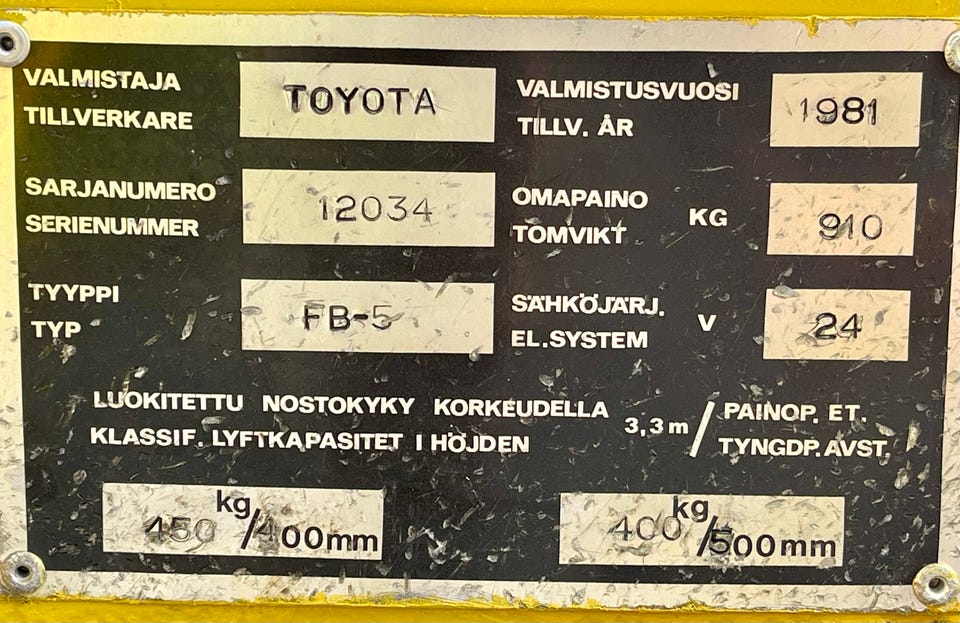 VALMISTAJA
TILLVERKARE
TOYOTA
VALMISTUSVUOSI
TILLV. ÅR
1981
SARJANUMERO
SERIENUMMER
12034
OMAPAINO
TOMVIKT
KG
910
TYYPPI
TYP
FB-5
SÄHKÖJÄRJ.
EL.SYSTEM
V
24
LUOKITETTU NOSTOKYKY KORKEUDELLA
KLASSIF. LYFTKAPASITET I HÖJDEN
3,3 m /
PAINOP. ET.
TYNGDP. AVST.
450 kg/400mm
400 kg/500mm